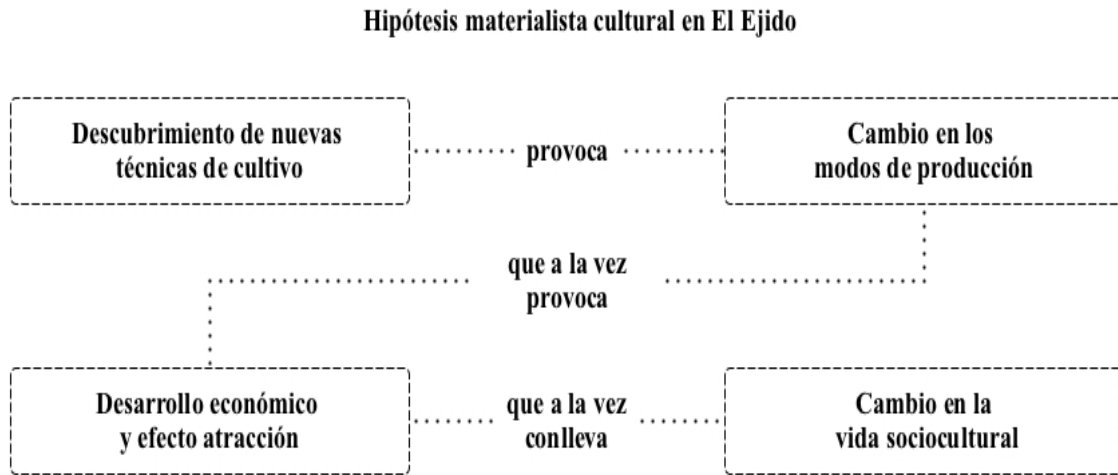 Hipótesis materialista cultural en El Ejido
Descubrimiento de nuevas
técnicas de cultivo
provoca
Cambio en los
modos de producción
que a la vez
provoca
Desarrollo económico
y efecto atracción
que a la vez
conlleva
Cambio en la
vida sociocultural